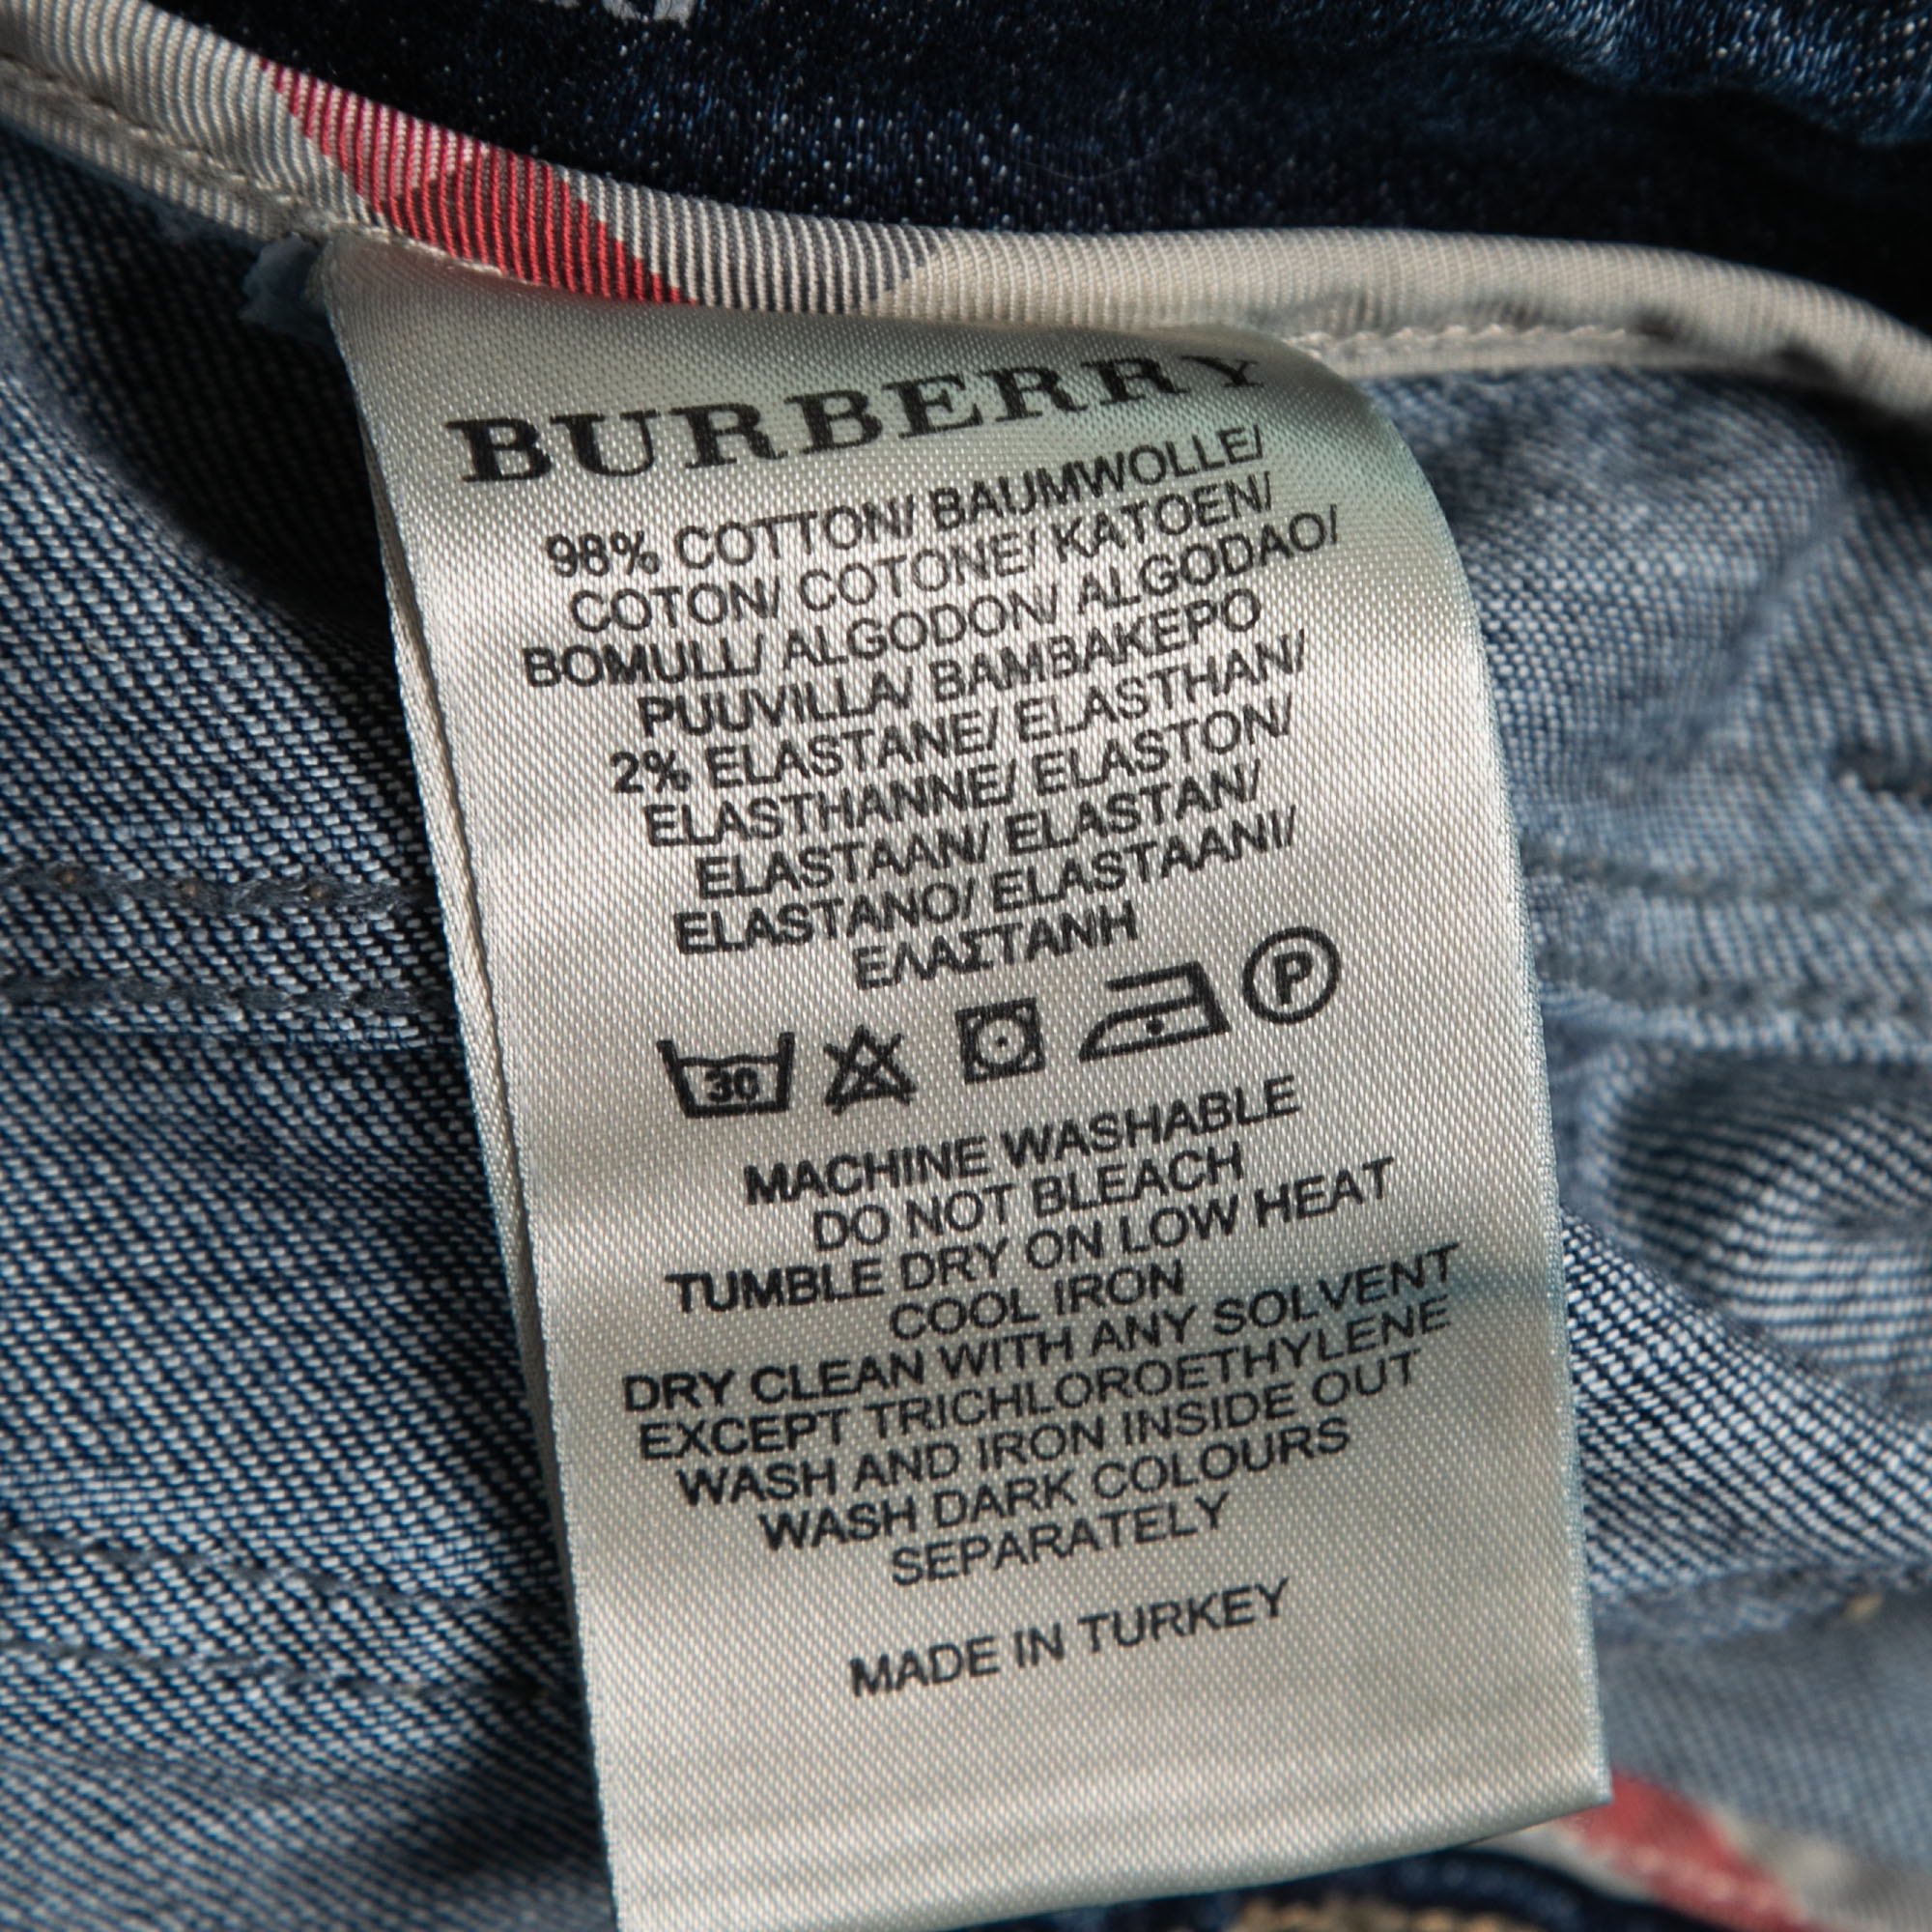 BURBERRY
98% COTTON/ BAUMWOLLE/
COTON/ COTONE/ KATOEN/
BOMULL/ ALGODON/ ALGODAO/
PUUVILLA/ BAMBAKEPO
2% ELASTANE/ ELASTHAN/
ELASTHANNE/ ELASTON/
ELASTAAN/ ELASTAN/
ELASTANO/ ELASTAANI/
ΕΛΑΣΤΑΝΗ
30 P
MACHINE WASHABLE
DO NOT BLEACH
TUMBLE DRY ON LOW HEAT
COOL IRON
DRY CLEAN WITH ANY SOLVENT
EXCEPT TRICHLOROETHYLENE
WASH AND IRON INSIDE OUT
WASH DARK COLOURS
SEPARATELY
MADE IN TURKEY